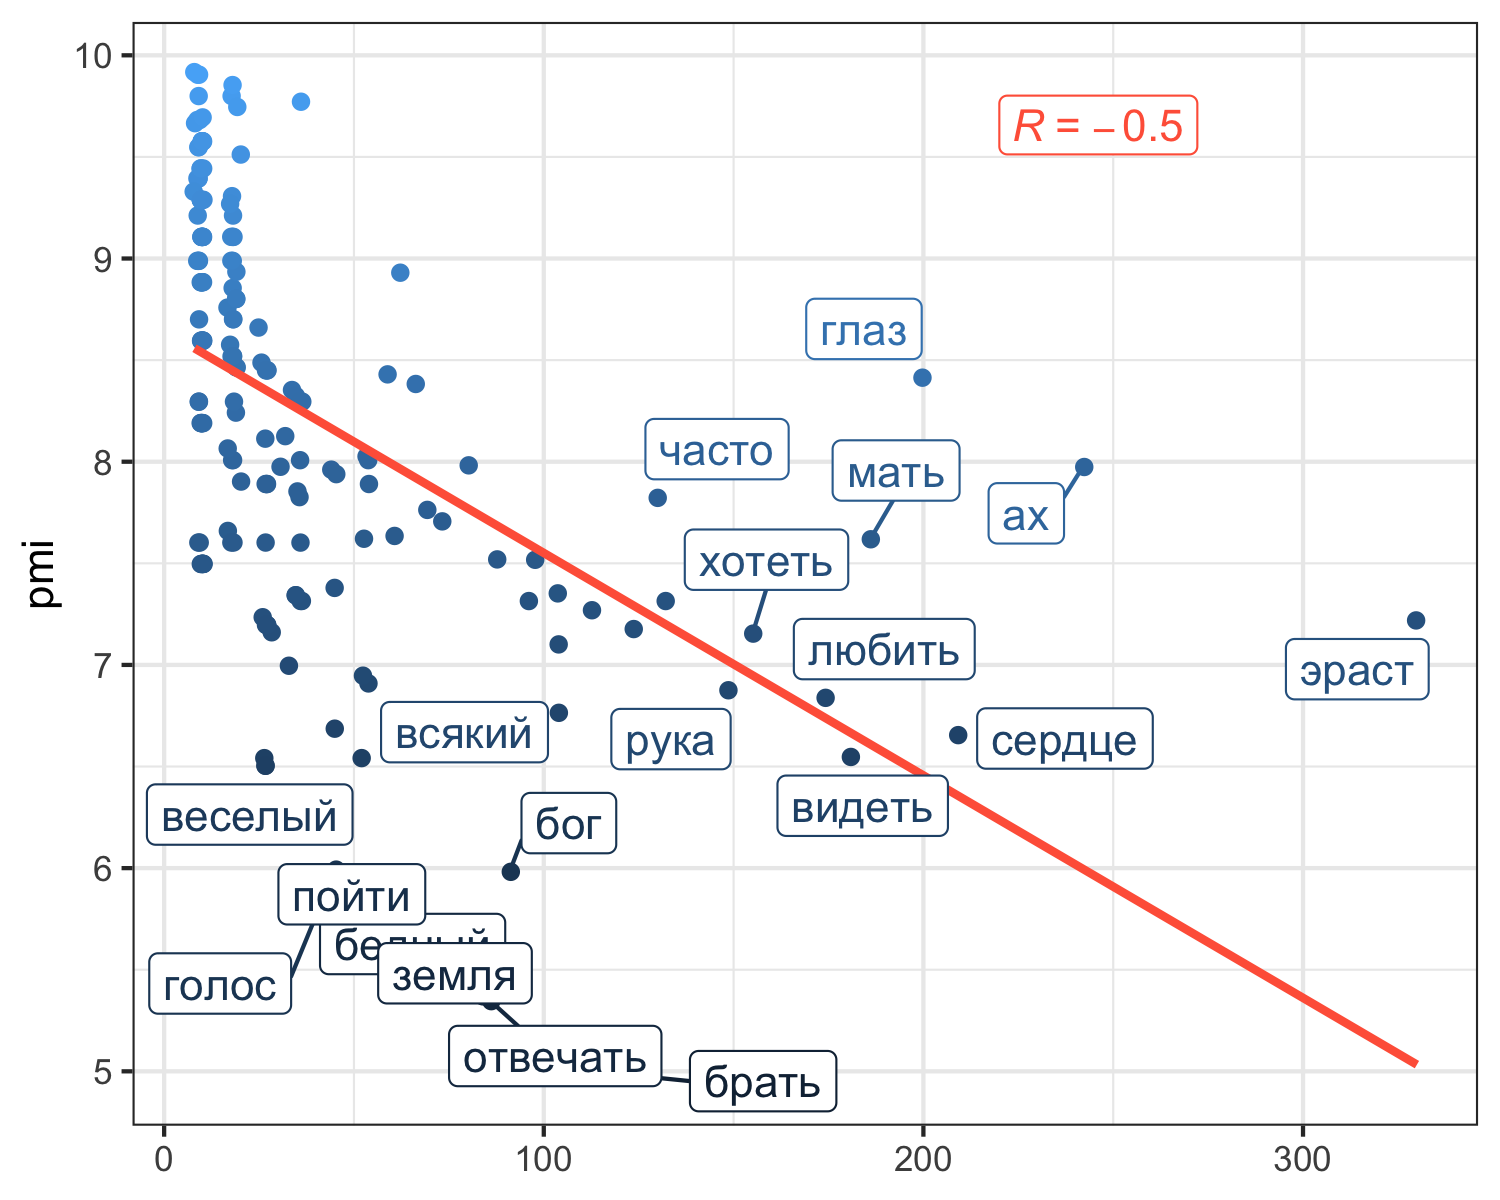 10
9
8
7
6
5
pmi
R = −0.5
глаз
часто
мать
ах
хотеть
любить
эраст
всякий
рука
сердце
видеть
веселый
бог
пойти
голос
земля
отвечать
брать
0
100
200
300